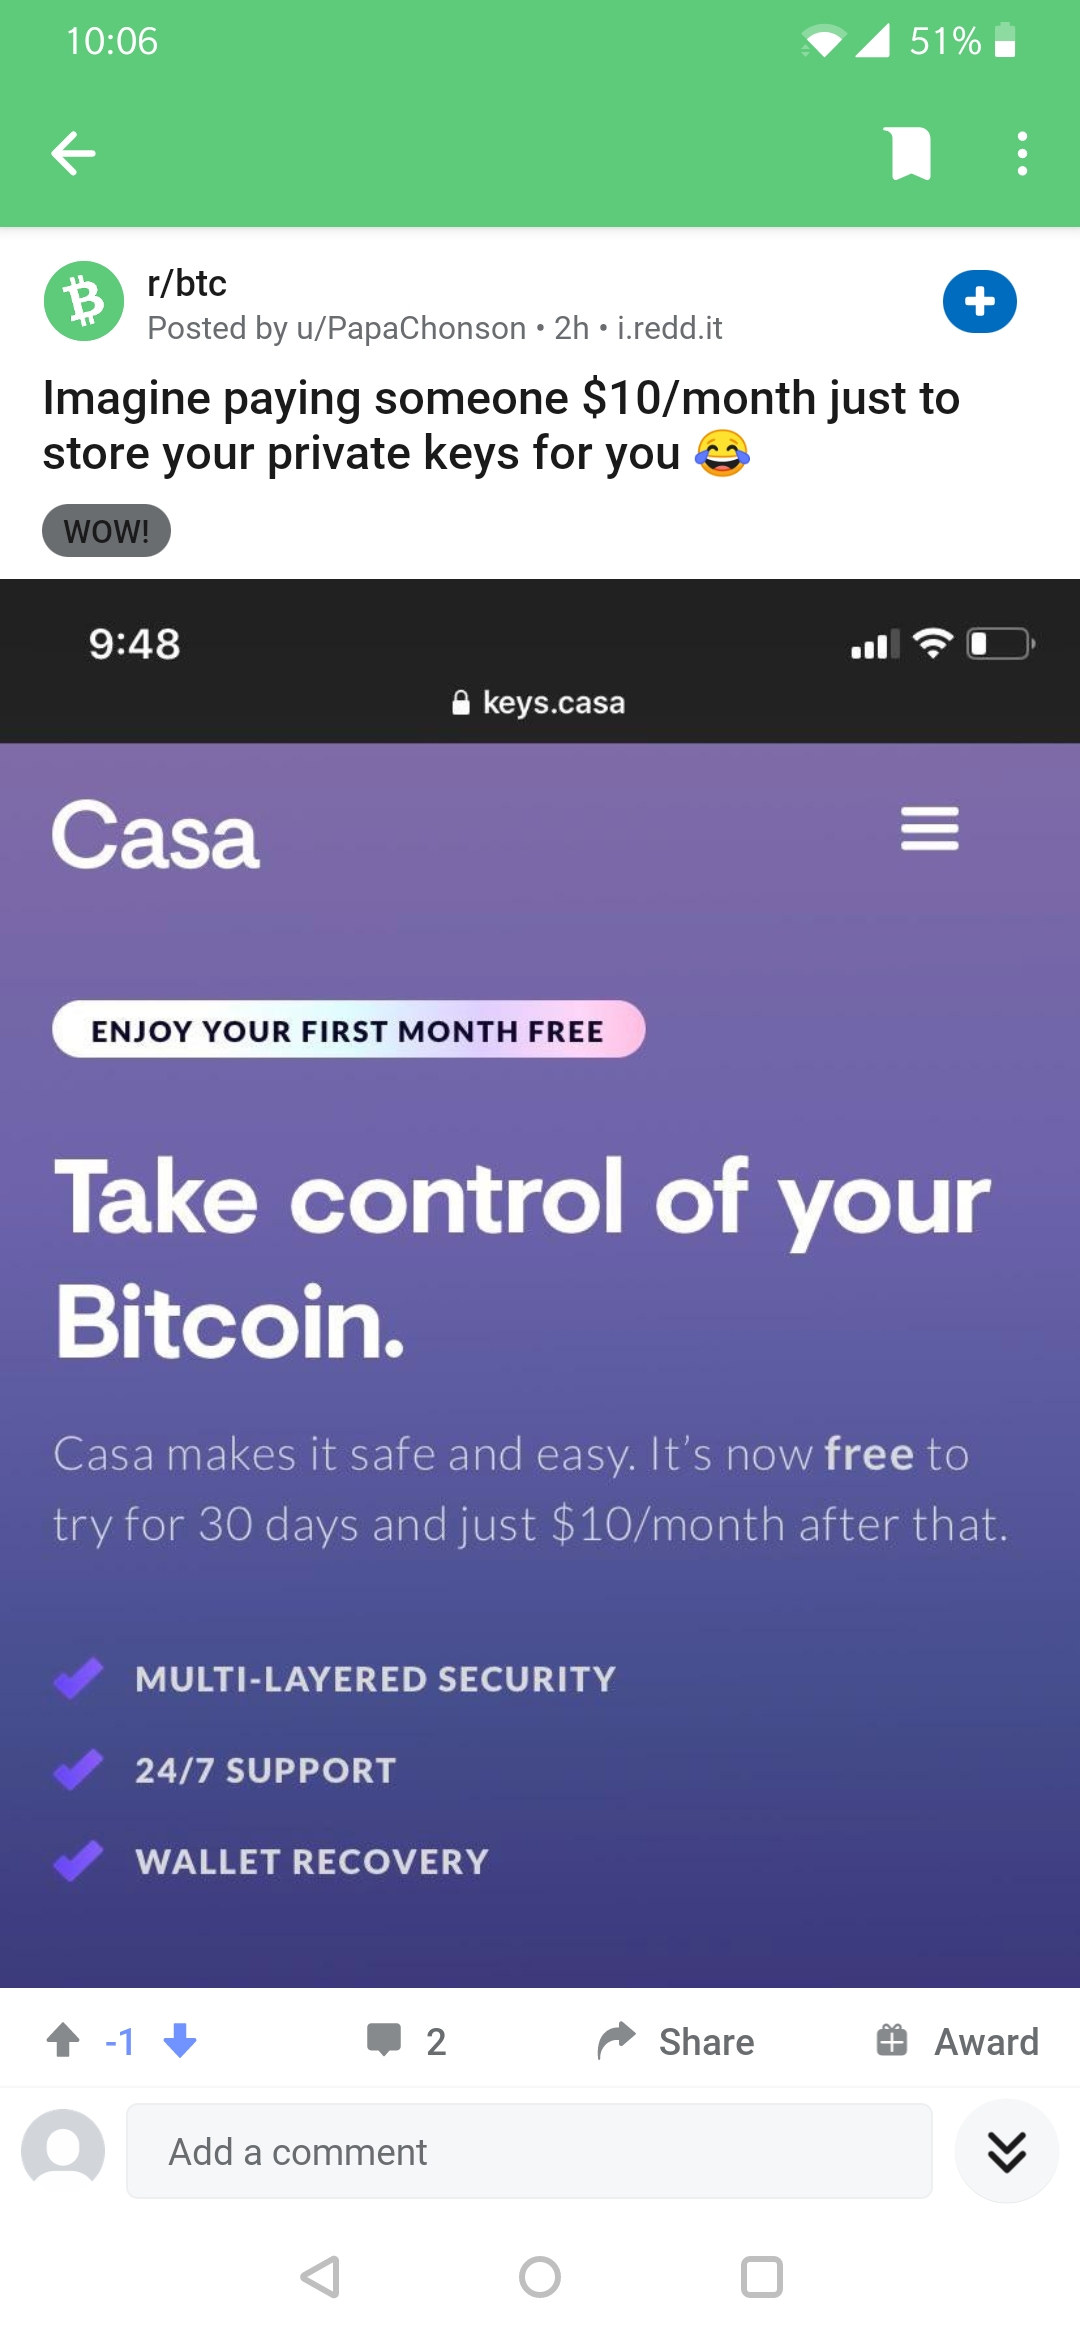 10:06
51%
r/btc
Posted by u/PapaChonson • 2h • i.redd.it
Imagine paying someone $10/month just to
store your private keys for you 😂
WOW!
9:48
keys.casa
Casa
ENJOY YOUR FIRST MONTH FREE
Take control of your
Bitcoin.
Casa makes it safe and easy. It's now free to
try for 30 days and just $10/month after that.
MULTI-LAYERED SECURITY
24/7 SUPPORT
WALLET RECOVERY
-1
2
Share
Award
Add a comment